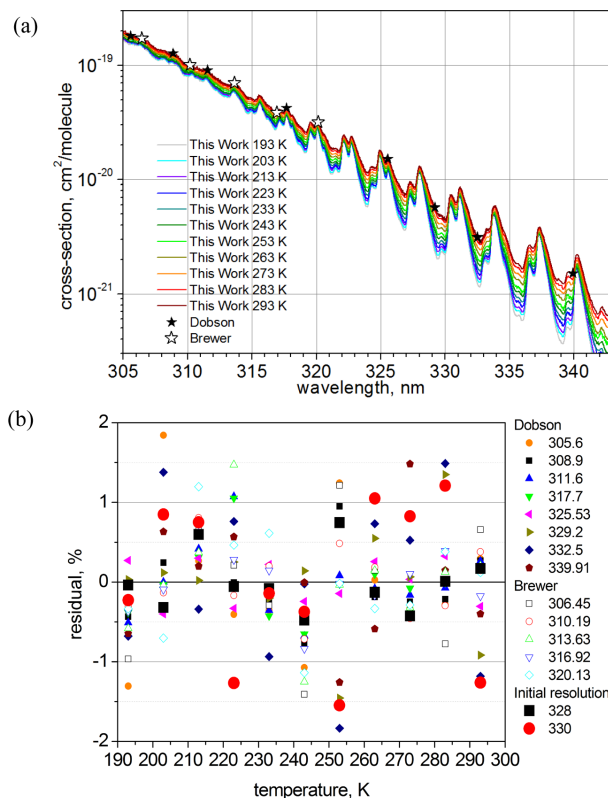 (a)
10⁻¹⁹
10⁻²⁰
10⁻²¹
cross-section, cm²/molecule
This Work 193 K
This Work 203 K
This Work 213 K
This Work 223 K
This Work 233 K
This Work 243 K
This Work 253 K
This Work 263 K
This Work 273 K
This Work 283 K
This Work 293 K
Dobson
Brewer
305 310 315 320 325 330 335 340
wavelength, nm
(b)
2
1
0
-1
-2
residual, %
190 200 210 220 230 240 250 260 270 280 290 300
temperature, K
Dobson
305.6
308.9
311.6
317.7
325.53
329.2
332.5
339.91
Brewer
306.45
310.19
313.63
316.92
320.13
Initial resolution
328
330